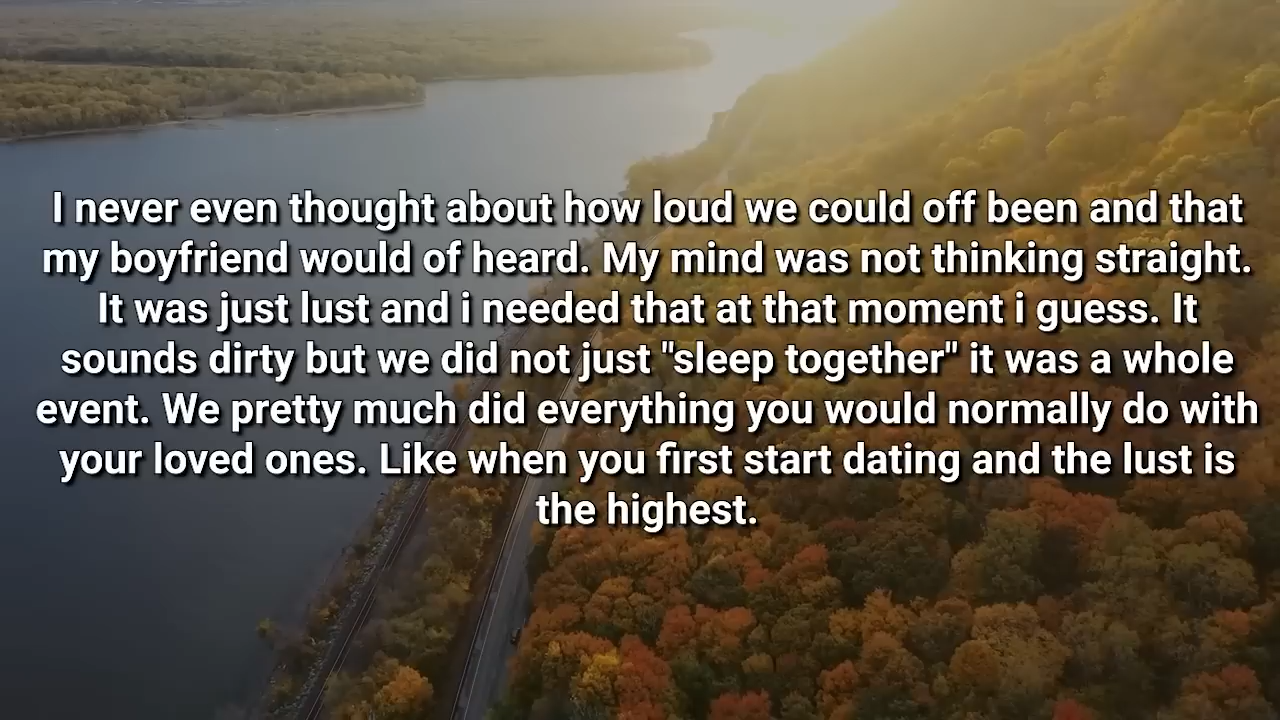 I never even thought about how loud we could off been and that
my boyfriend would of heard. My mind was not thinking straight.
It was just lust and i needed that at that moment i guess. It
sounds dirty but we did not just "sleep together" it was a whole
event. We pretty much did everything you would normally do with
your loved ones. Like when you first start dating and the lust is
the highest.